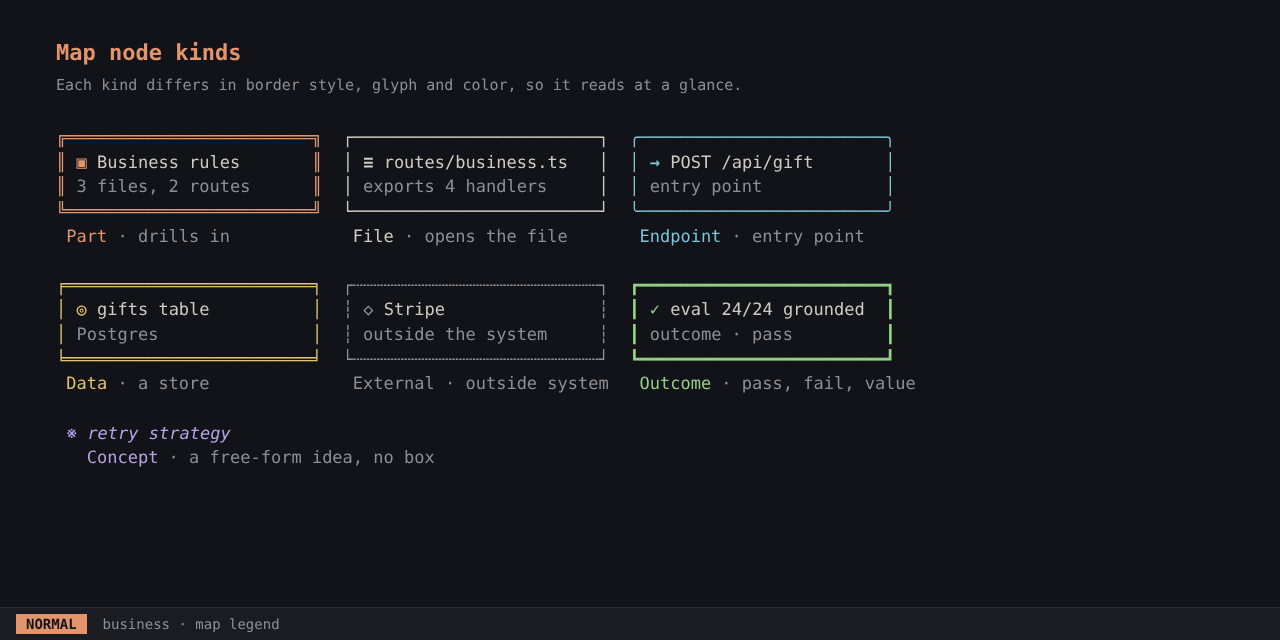 Map node kinds
Each kind differs in border style, glyph and color, so it reads at a glance.
▣ Business rules
3 files, 2 routes
Part · drills in
≡ routes/business.ts
exports 4 handlers
File · opens the file
→ POST /api/gift
entry point
Endpoint · entry point
◎ gifts table
Postgres
Data · a store
◇ Stripe
outside the system
External · outside system
✓ eval 24/24 grounded
outcome · pass
Outcome · pass, fail, value
※ retry strategy
Concept · a free-form idea, no box
NORMAL business · map legend